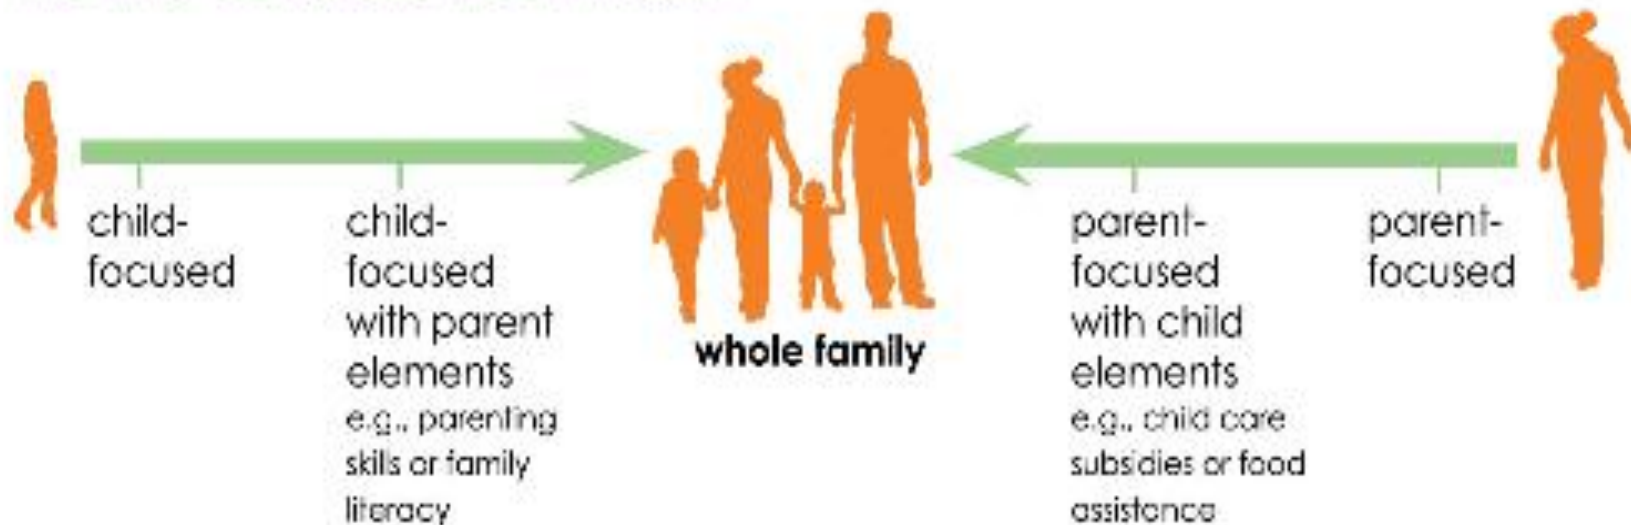 child-
focused
child-
focused
with parent
elements
e.g., parenting
skills or family
literacy
whole family
parent-
focused
with child
elements
e.g., child care
subsidies or food
assistance
parent-
focused